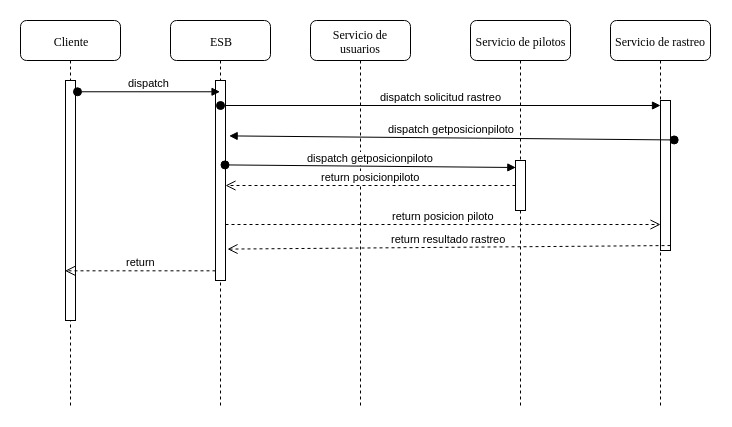 Cliente
ESB
Servicio de
usuarios
Servicio de pilotos
Servicio de rastreo
dispatch
dispatch solicitud rastreo
dispatch getposicionpiloto
dispatch getposicionpiloto
return posicionpiloto
return posicion piloto
return resultado rastreo
return